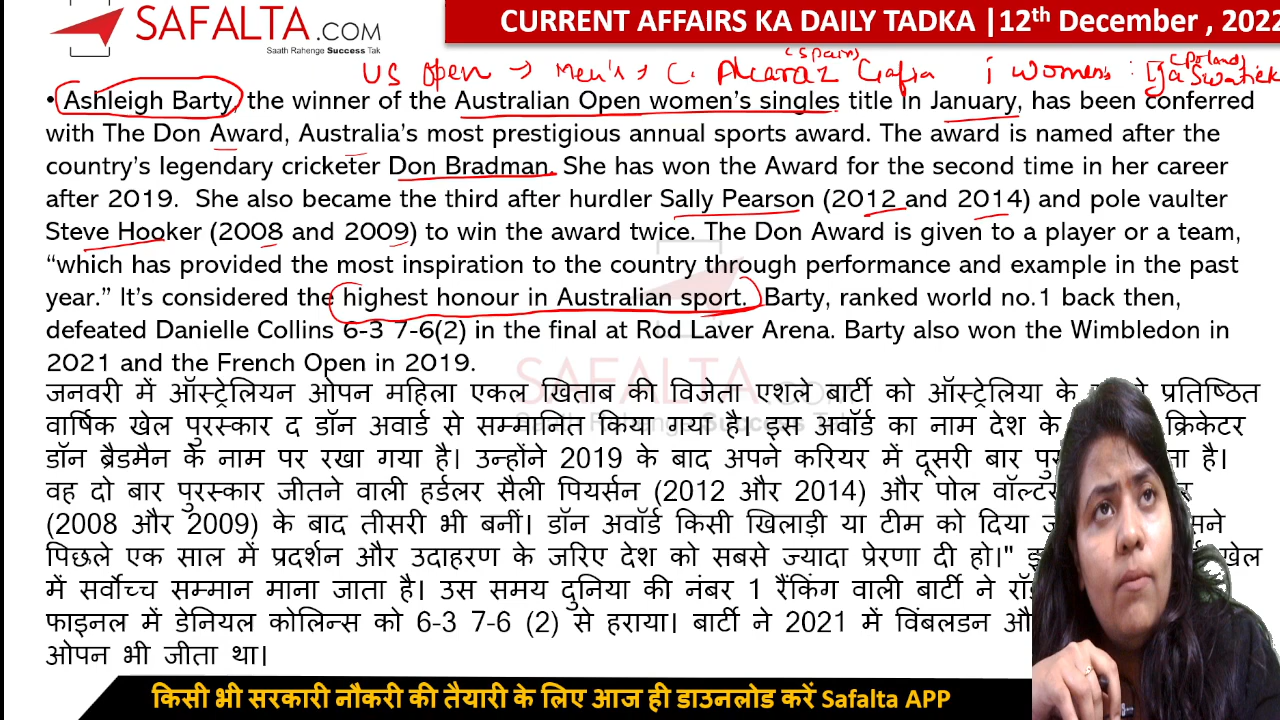 SAFALTA.COM
Saath Rahenge Success Tak
CURRENT AFFAIRS KA DAILY TADKA |12th December , 2022
(Spain) (Poland)
US Open → Men's → C. Alcaraz Garfia | Women's : Iga Swatiek
• Ashleigh Barty, the winner of the Australian Open women's singles title in January, has been conferred
with The Don Award, Australia's most prestigious annual sports award. The award is named after the
country's legendary cricketer Don Bradman. She has won the Award for the second time in her career
after 2019. She also became the third after hurdler Sally Pearson (2012 and 2014) and pole vaulter
Steve Hooker (2008 and 2009) to win the award twice. The Don Award is given to a player or a team,
“which has provided the most inspiration to the country through performance and example in the past
year.” It's considered the highest honour in Australian sport. Barty, ranked world no.1 back then,
defeated Danielle Collins 6-3 7-6(2) in the final at Rod Laver Arena. Barty also won the Wimbledon in
2021 and the French Open in 2019.
जनवरी में ऑस्ट्रेलियन ओपन महिला एकल खिताब की विजेता एशले बार्टी को ऑस्ट्रेलिया के प्रतिष्ठित
वार्षिक खेल पुरस्कार द डॉन अवार्ड से सम्मानित किया गया है। इस अवॉर्ड का नाम देश के क्रिकेटर
डॉन ब्रैडमैन के नाम पर रखा गया है। उन्होंने 2019 के बाद अपने करियर में दूसरी बार है।
वह दो बार पुरस्कार जीतने वाली हर्डलर सैली पियर्सन (2012 और 2014) और पोल
(2008 और 2009) के बाद तीसरी भी बनीं। डॉन अवॉर्ड किसी खिलाड़ी या टीम को दिया
पिछले एक साल में प्रदर्शन और उदाहरण के जरिए देश को सबसे ज्यादा प्रेरणा दी हो।" खेल
में सर्वोच्च सम्मान माना जाता है। उस समय दुनिया की नंबर 1 रैंकिंग वाली बार्टी ने
फाइनल में डेनियल कोलिन्स को 6-3 7-6 (2) से हराया। बार्टी ने 2021 में विंबलडन
ओपन भी जीता था।
किसी भी सरकारी नौकरी की तैयारी के लिए आज ही डाउनलोड करें Safalta APP